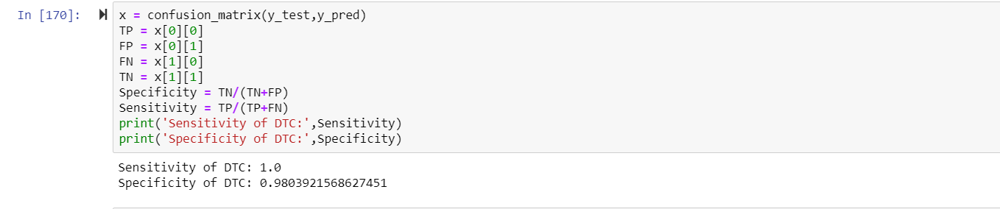 In [170]:
x = confusion_matrix(y_test,y_pred)
TP = x[0][0]
FP = x[0][1]
FN = x[1][0]
TN = x[1][1]
Specificity = TN/(TN+FP)
Sensitivity = TP/(TP+FN)
print('Sensitivity of DTC:',Sensitivity)
print('Specificity of DTC:',Specificity)
Sensitivity of DTC: 1.0
Specificity of DTC: 0.9803921568627451